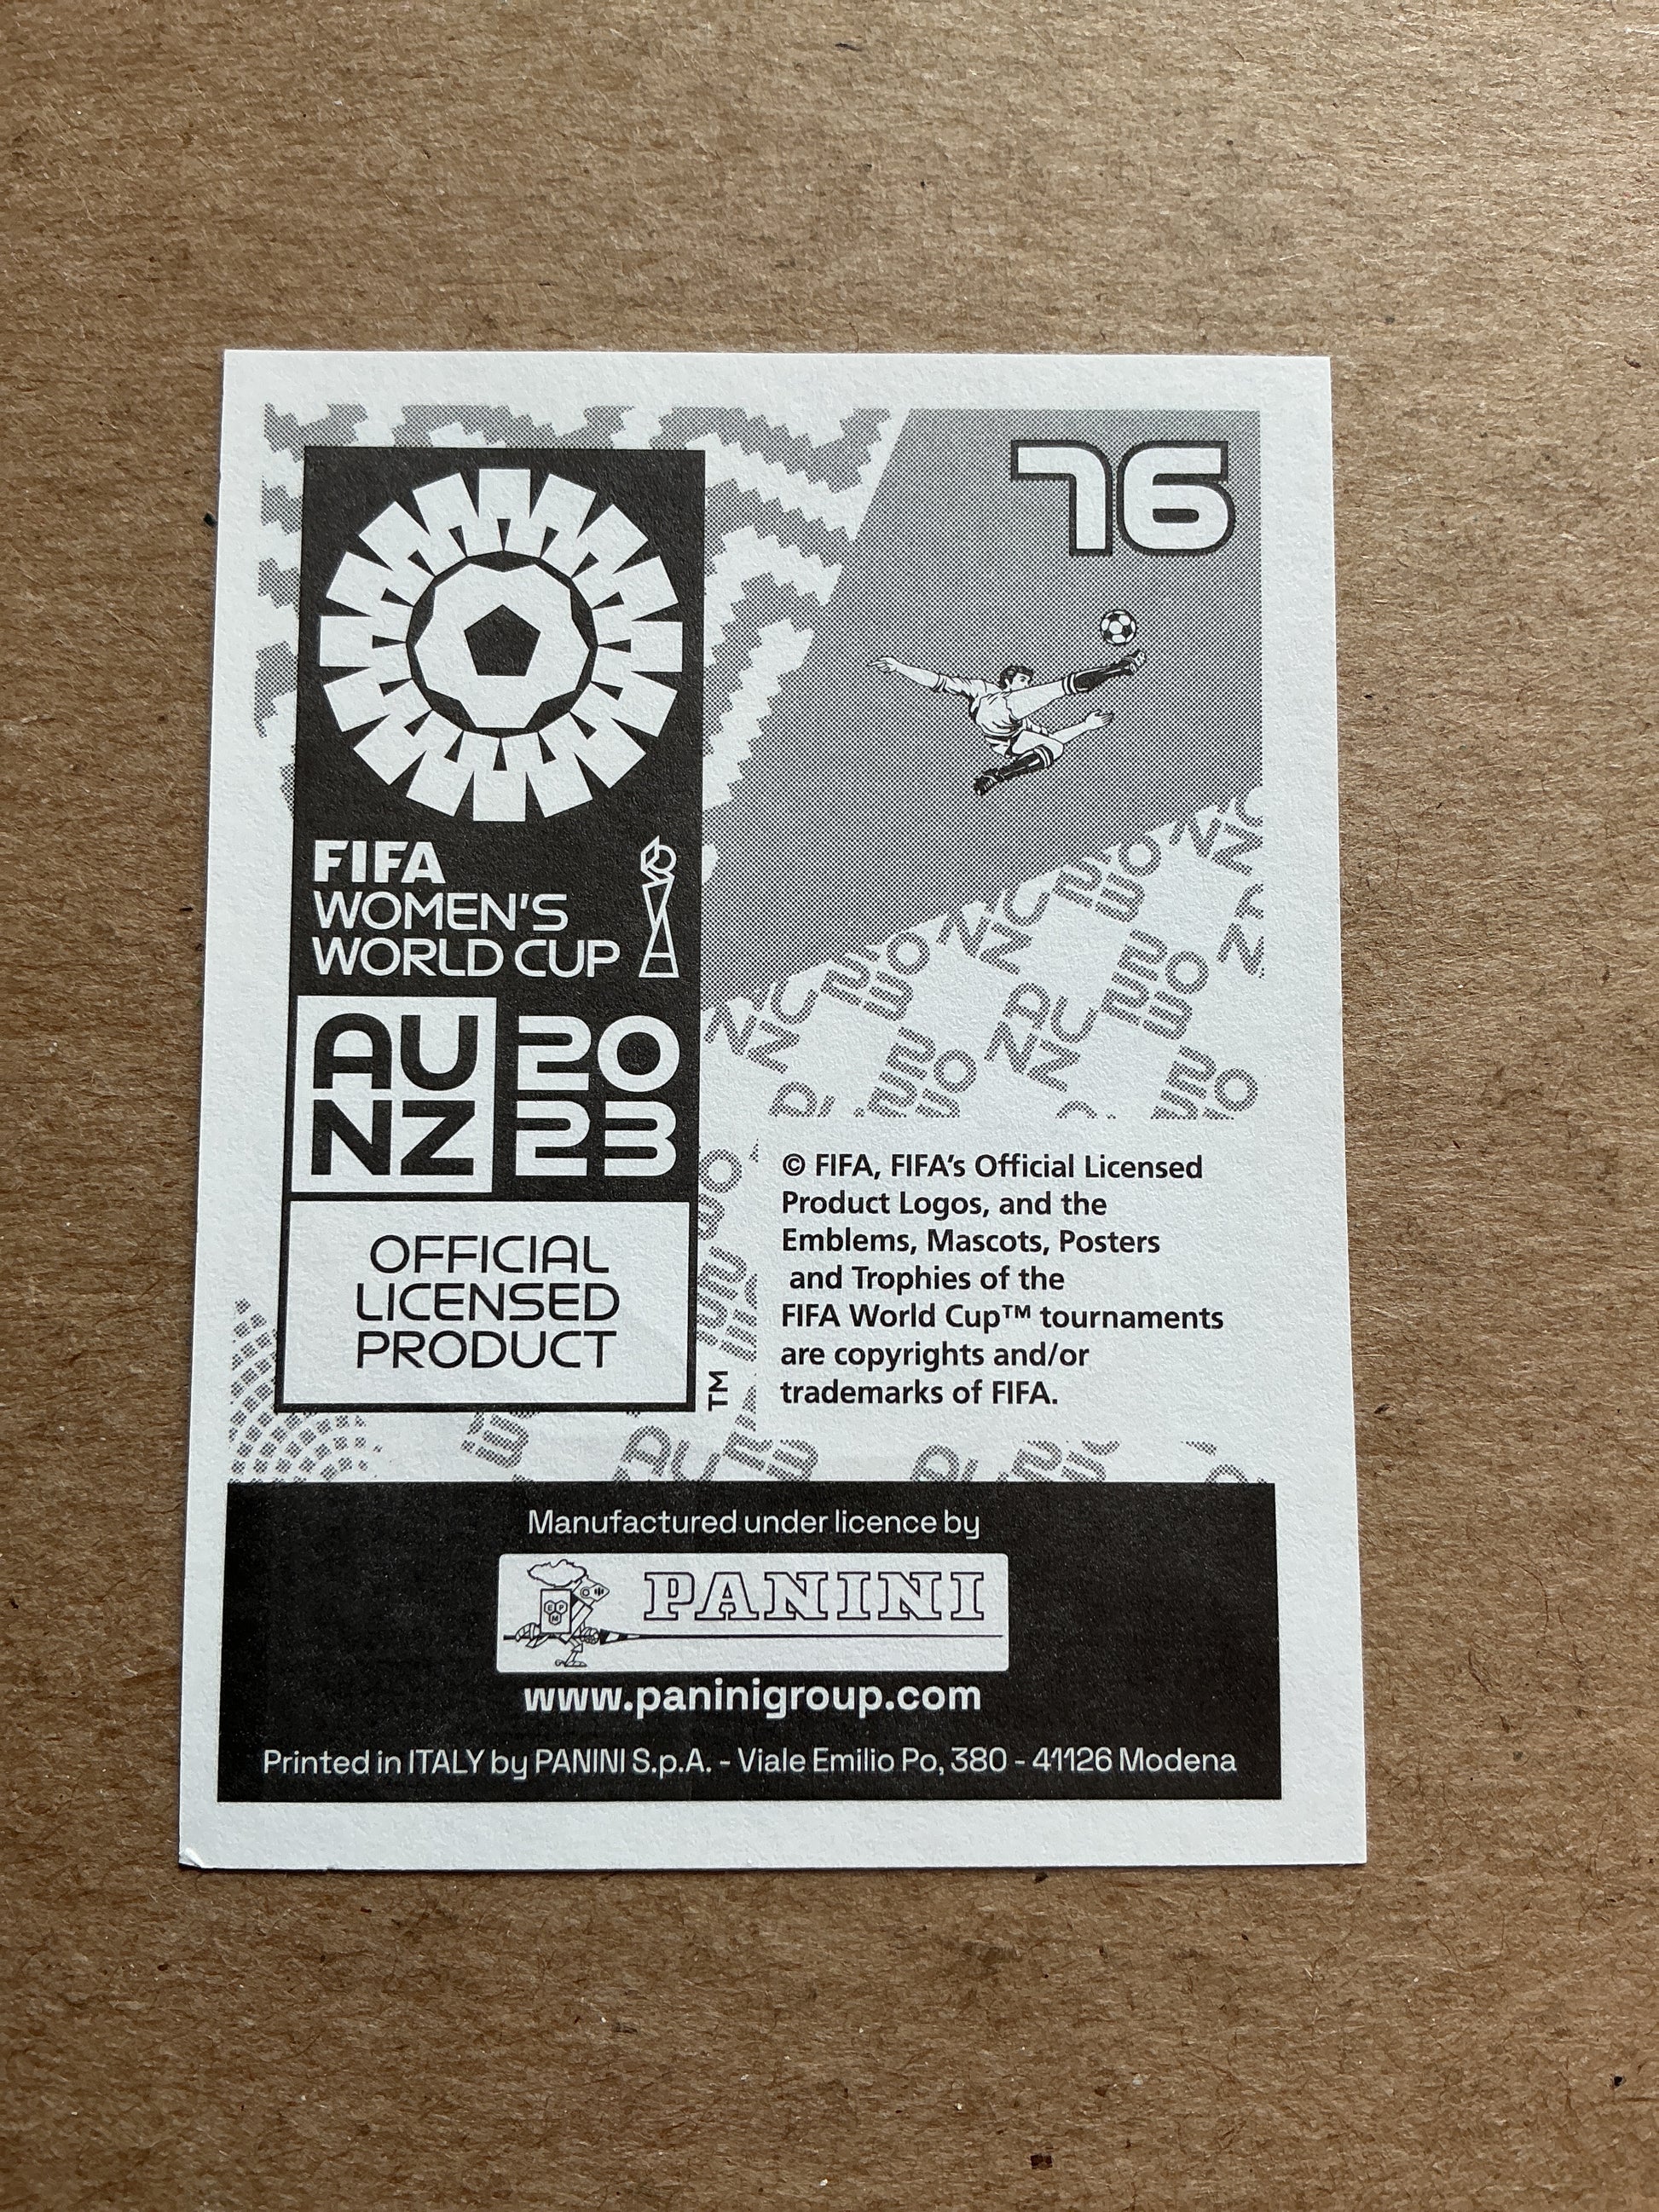 76
FIFA
WOMEN'S
WORLD CUP
AU
NZ
20
23
OFFICIAL
LICENSED
PRODUCT
TM
© FIFA, FIFA's Official Licensed
Product Logos, and the
Emblems, Mascots, Posters
and Trophies of the
FIFA World Cup™ tournaments
are copyrights and/or
trademarks of FIFA.
Manufactured under licence by
PANINI
www.paninigroup.com
Printed in ITALY by PANINI S.p.A. - Viale Emilio Po, 380 - 41126 Modena